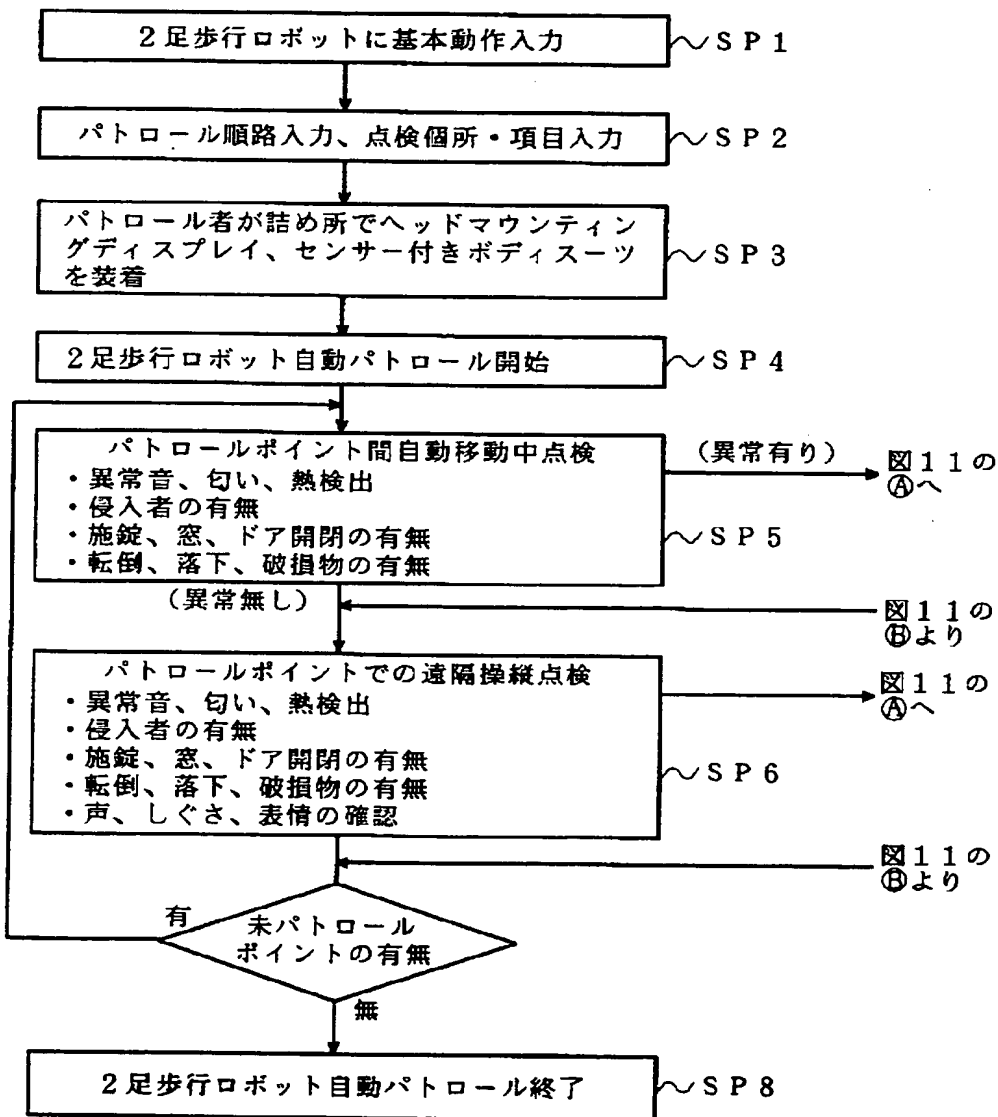 2足歩行ロボットに基本動作入力
SP1
パトロール順路入力、点検個所・項目入力
SP2
パトロール者が詰め所でヘッドマウンティン
グディスプレイ、センサー付きボディスーツ
を装着
SP3
2足歩行ロボット自動パトロール開始
SP4
パトロールポイント間自動移動中点検
・異常音、匂い、熱検出
・侵入者の有無
・施錠、窓、ドア開閉の有無
・転倒、落下、破損物の有無
SP5
(異常有り)
図11の
Ⓐへ
(異常無し)
図11の
Ⓑより
パトロールポイントでの遠隔操縦点検
・異常音、匂い、熱検出
・侵入者の有無
・施錠、窓、ドア開閉の有無
・転倒、落下、破損物の有無
・声、しぐさ、表情の確認
SP6
図11の
Ⓐへ
図11の
Ⓑより
有
未パトロール
ポイントの有無
無
2足歩行ロボット自動パトロール終了
SP8